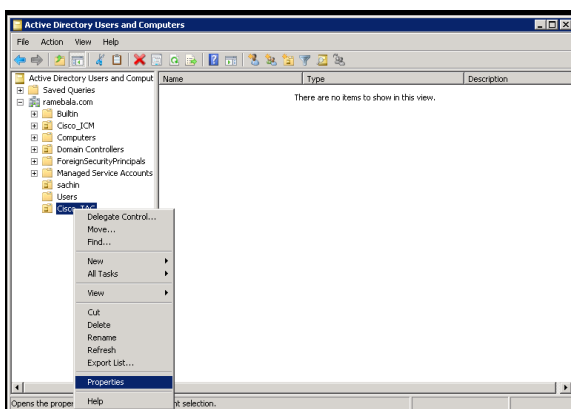 Active Directory Users and Computers
File Action View Help
Active Directory Users and Comput
Name Type Description
Saved Queries
There are no items to show in this view.
ramebala.com
Builtin
Cisco_ICM
Computers
Domain Controllers
ForeignSecurityPrincipals
Managed Service Accounts
sachin
Users
Cisco_TAC
Delegate Control...
Move...
Find...
New
All Tasks
View
Cut
Delete
Rename
Refresh
Export List...
Properties
Help
Opens the proper
nt selection.